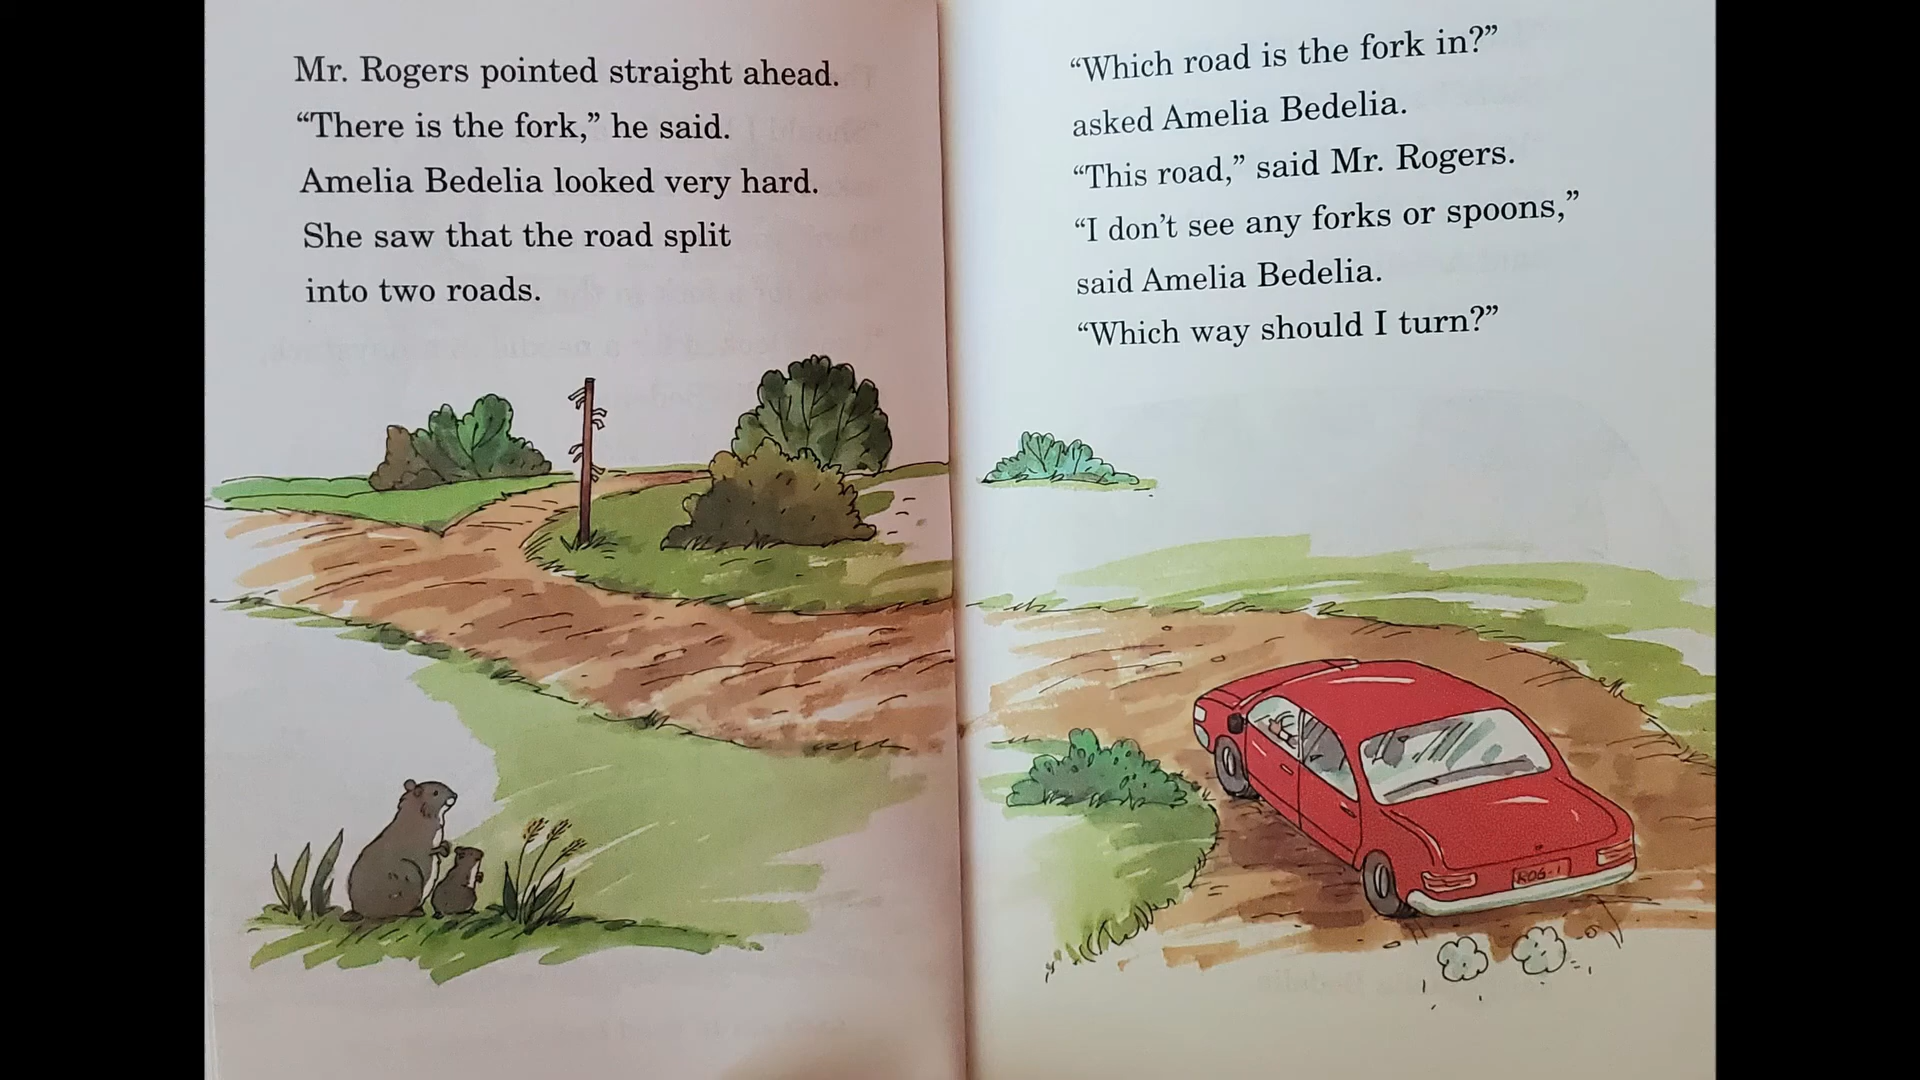 Mr. Rogers pointed straight ahead.
“There is the fork,” he said.
Amelia Bedelia looked very hard.
She saw that the road split
into two roads.
“Which road is the fork in?”
asked Amelia Bedelia.
“This road,” said Mr. Rogers.
“I don’t see any forks or spoons,”
said Amelia Bedelia.
“Which way should I turn?”
ROG-1